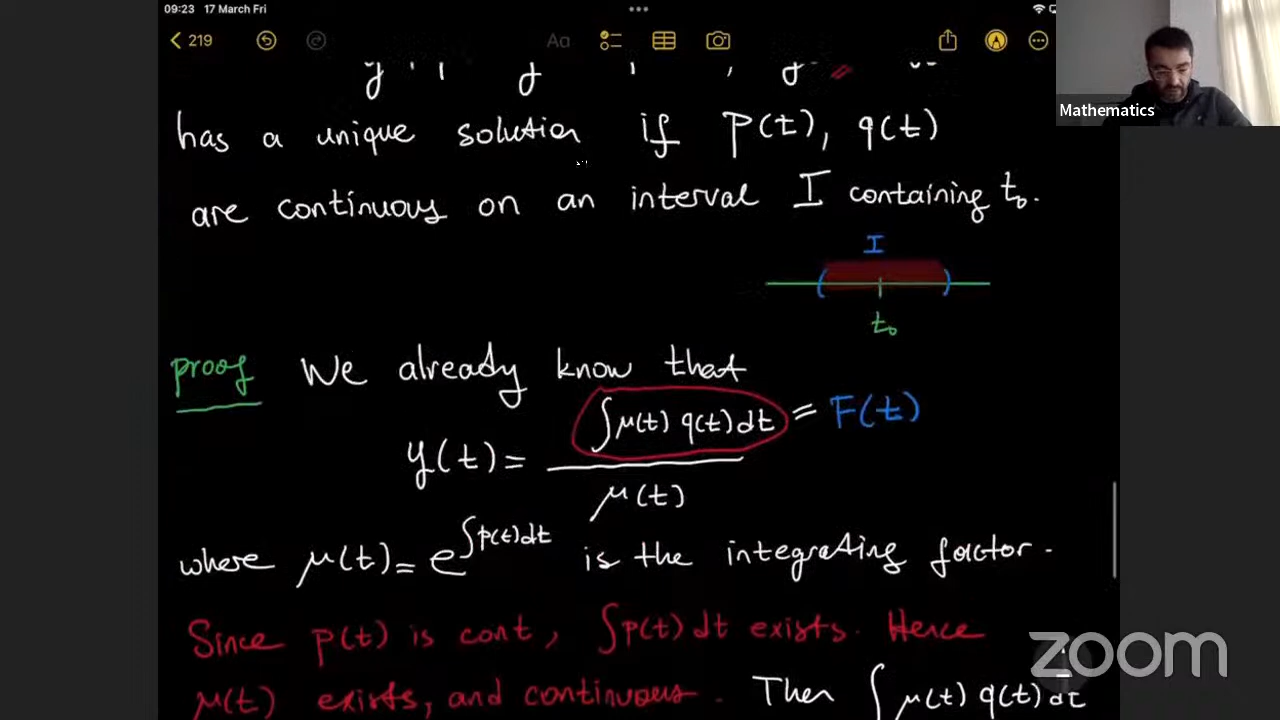 09:23 17 March Fri
219
Aa
Mathematics
has a unique solution if p(t), q(t)
are continuous on an interval I containing t₀.
I
t₀
proof We already know that
y(t) = ∫μ(t) q(t)dt / μ(t)
= F(t)
where μ(t) = e^∫p(t)dt is the integrating factor.
Since p(t) is cont, ∫p(t) dt exists. Hence
μ(t) exists, and continuous. Then ∫ μ(t) q(t) dt
zoom